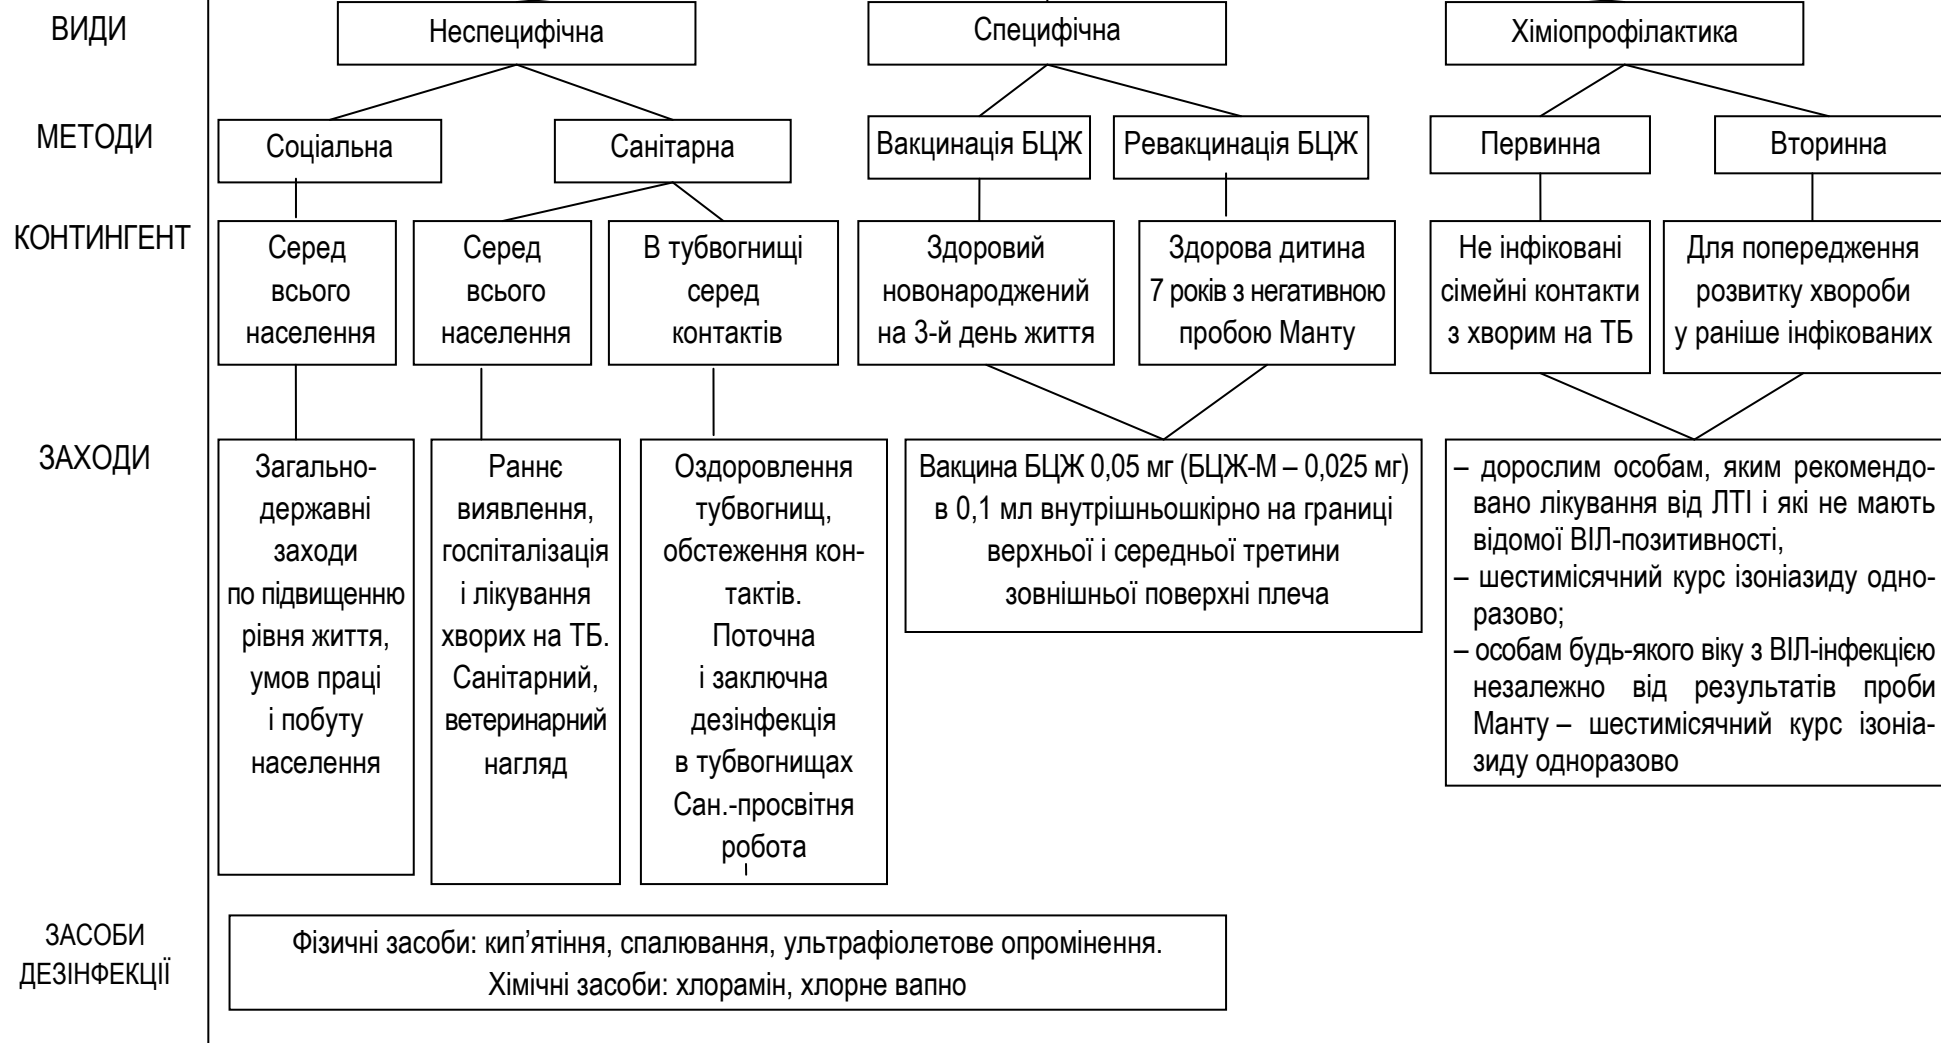 ВИДИ
Неспецифічна
Специфічна
Хіміопрофілактика
МЕТОДИ
Соціальна
Санітарна
Вакцинація БЦЖ
Ревакцинація БЦЖ
Первинна
Вторинна
КОНТИНГЕНТ
Серед
всього
населення
Серед
всього
населення
В тубвогнищі
серед
контактів
Здоровий
новонароджений
на 3-й день життя
Здорова дитина
7 років з негативною
пробою Манту
Не інфіковані
сімейні контакти
з хворим на ТБ
Для попередження
розвитку хвороби
у раніше інфікованих
ЗАХОДИ
Загально-
державні
заходи
по підвищенню
рівня життя,
умов праці
і побуту
населення
Раннє
виявлення,
госпіталізація
і лікування
хворих на ТБ.
Санітарний,
ветеринарний
нагляд
Оздоровлення
тубвогнищ,
обстеження кон-
тактів.
Поточна
і заключна
дезінфекція
в тубвогнищах
Сан.-просвітня
робота
Вакцина БЦЖ 0,05 мг (БЦЖ-М – 0,025 мг)
в 0,1 мл внутрішньошкірно на границі
верхньої і середньої третини
зовнішньої поверхні плеча
– дорослим особам, яким рекомендо-
вано лікування від ЛТІ і які не мають
відомої ВІЛ-позитивності,
– шестимісячний курс ізоніазиду одно-
разово;
– особам будь-якого віку з ВІЛ-інфекцією
незалежно від результатів проби
Манту – шестимісячний курс ізоніа-
зиду одноразово
ЗАСОБИ
ДЕЗІНФЕКЦІЇ
Фізичні засоби: кип’ятіння, спалювання, ультрафіолетове опромінення.
Хімічні засоби: хлорамін, хлорне вапно